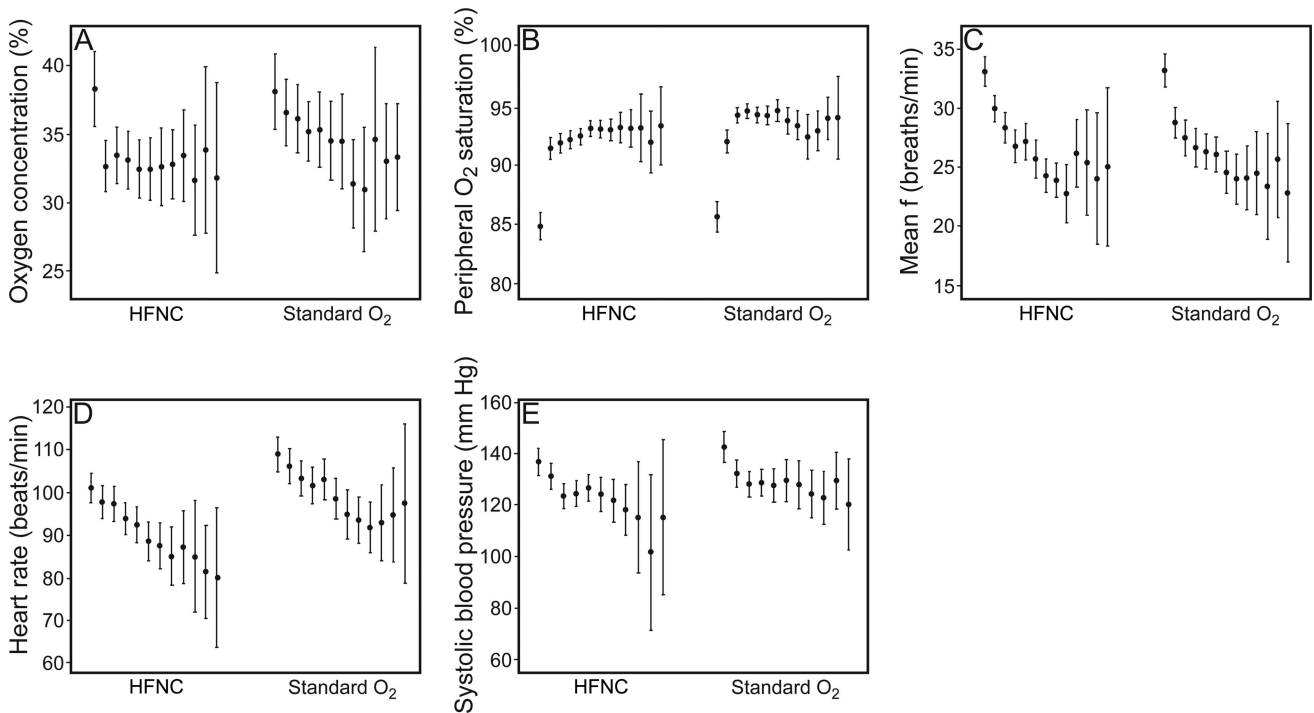 A
Oxygen concentration (%)
40
35
30
25
HFNC
Standard O2
B
Peripheral O2 saturation (%)
100
95
90
85
80
HFNC
Standard O2
C
Mean f (breaths/min)
35
30
25
20
15
HFNC
Standard O2
D
Heart rate (beats/min)
120
110
100
90
80
70
60
HFNC
Standard O2
E
Systolic blood pressure (mm Hg)
160
140
120
100
80
60
HFNC
Standard O2